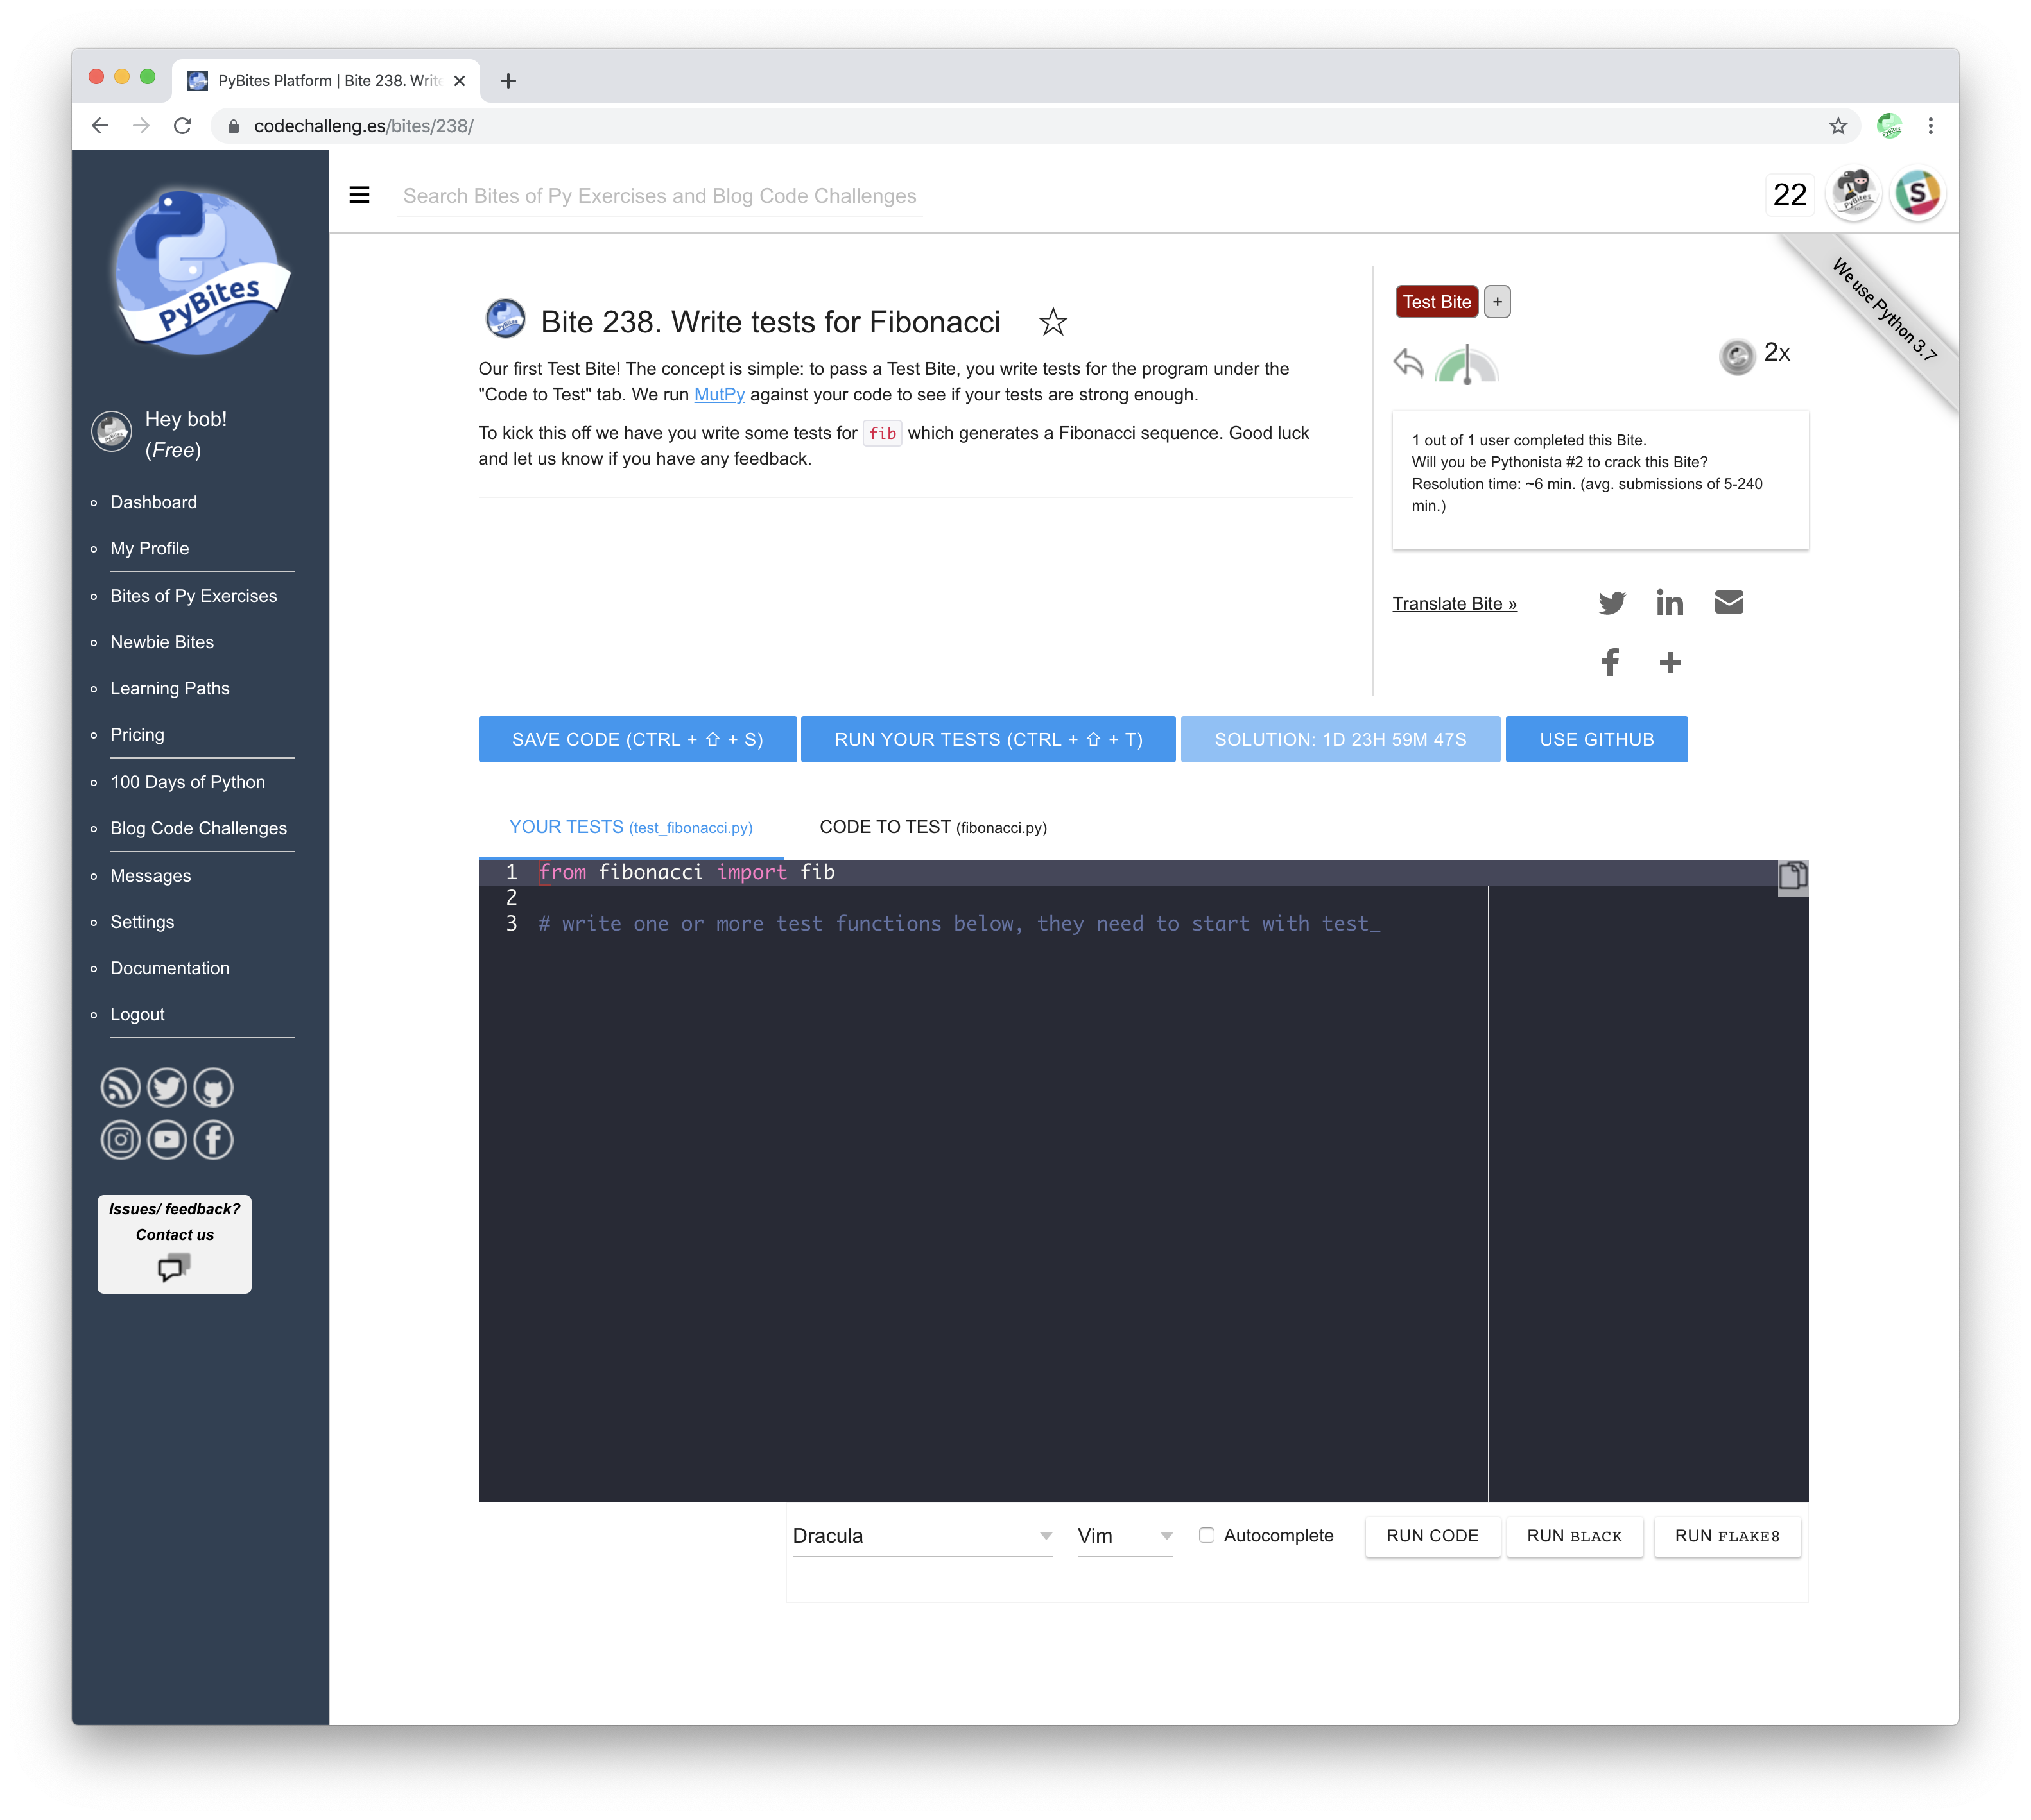 PyBites Platform | Bite 238. Write
codechalleng.es/bites/238/
PyBites
Hey bob!
(Free)
Dashboard
My Profile
Bites of Py Exercises
Newbie Bites
Learning Paths
Pricing
100 Days of Python
Blog Code Challenges
Messages
Settings
Documentation
Logout
Issues/ feedback?
Contact us
Search Bites of Py Exercises and Blog Code Challenges
22
PyBites
S
We use Python 3.7
Bite 238. Write tests for Fibonacci
Our first Test Bite! The concept is simple: to pass a Test Bite, you write tests for the program under the
"Code to Test" tab. We run MutPy against your code to see if your tests are strong enough.
To kick this off we have you write some tests for fib which generates a Fibonacci sequence. Good luck
and let us know if you have any feedback.
Test Bite +
2x
1 out of 1 user completed this Bite.
Will you be Pythonista #2 to crack this Bite?
Resolution time: ~6 min. (avg. submissions of 5-240
min.)
Translate Bite »
SAVE CODE (CTRL + ⇧ + S) RUN YOUR TESTS (CTRL + ⇧ + T) SOLUTION: 1D 23H 59M 47S USE GITHUB
YOUR TESTS (test_fibonacci.py) CODE TO TEST (fibonacci.py)
1 from fibonacci import fib
2
3 # write one or more test functions below, they need to start with test_
Dracula Vim Autocomplete RUN CODE RUN BLACK RUN FLAKE8